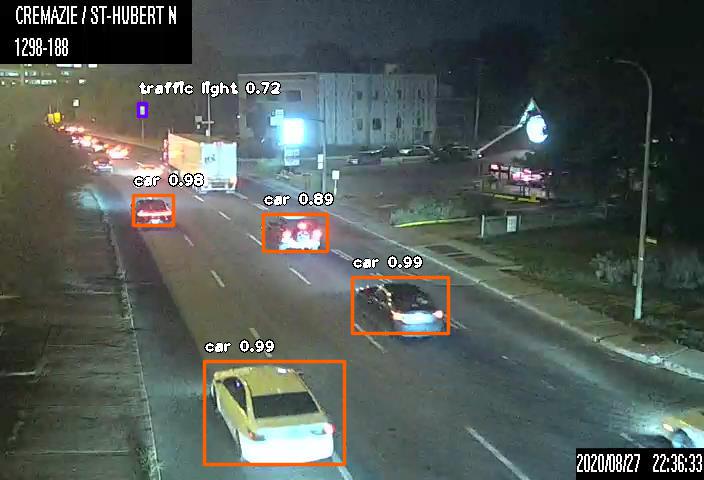 CREMAZIE / ST-HUBERT N
1298-188
traffic light 0.72
car 0.98
car 0.89
car 0.99
car 0.99
2020/08/27 22:36:33